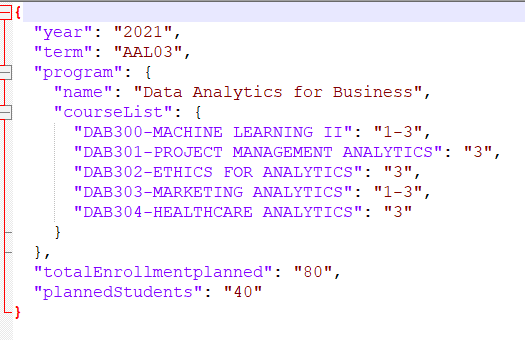 {
"year": "2021",
"term": "AAL03",
"program": {
"name": "Data Analytics for Business",
"courseList": {
"DAB300-MACHINE LEARNING II": "1-3",
"DAB301-PROJECT MANAGEMENT ANALYTICS": "3",
"DAB302-ETHICS FOR ANALYTICS": "3",
"DAB303-MARKETING ANALYTICS": "1-3",
"DAB304-HEALTHCARE ANALYTICS": "3"
}
},
"totalEnrollmentplanned": "80",
"plannedStudents": "40"
}